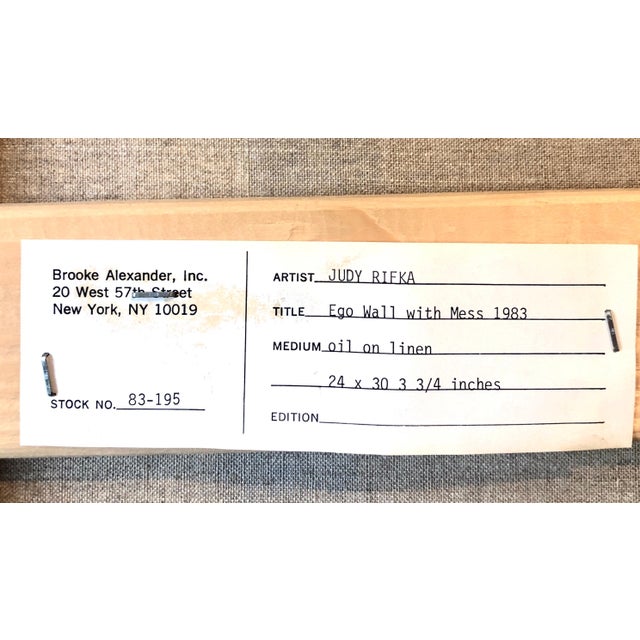 Brooke Alexander, Inc.
20 West 57th Street
New York, NY 10019
STOCK NO. 83-195
ARTIST JUDY RIFKA
TITLE Ego Wall with Mess 1983
MEDIUM oil on linen
24 x 30 3 3/4 inches
EDITION